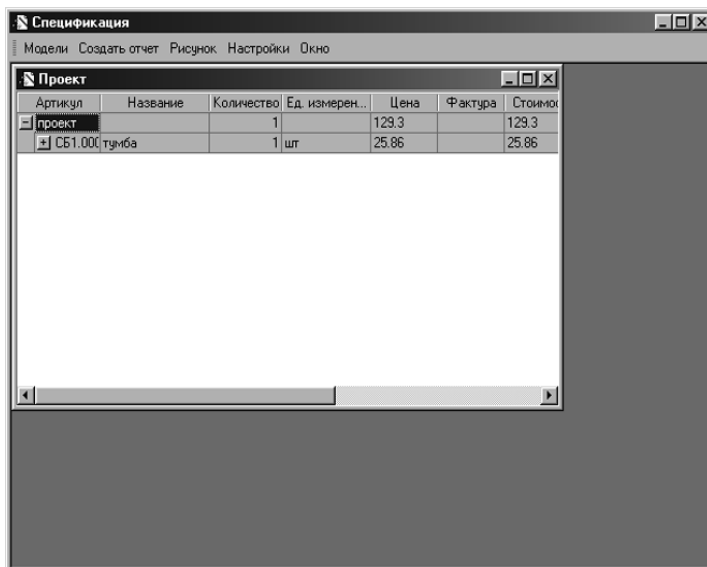 Спецификация
Модели Создать отчет Рисунок Настройки Окно
Проект
Артикул Название Количество Ед. измерен... Цена Фактура Стоимос
проект 1 129.3 129.3
СБ1.000 тумба 1 шт 25.86 25.86